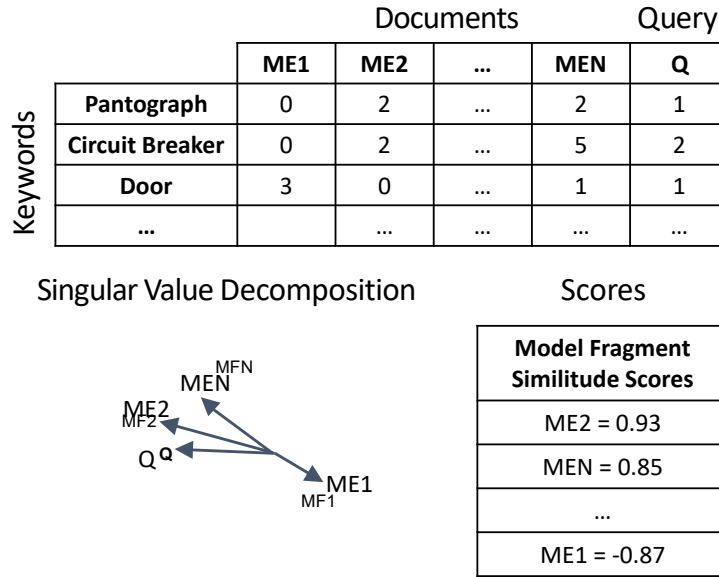 Documents Query
ME1 ME2 ... MEN Q
Keywords
Pantograph 0 2 ... 2 1
Circuit Breaker 0 2 ... 5 2
Door 3 0 ... 1 1
... ... ... ... ...
Singular Value Decomposition
MFN
MEN
ME2
MF2
Q Q
ME1
MF1
Scores
Model Fragment
Similitude Scores
ME2 = 0.93
MEN = 0.85
...
ME1 = -0.87